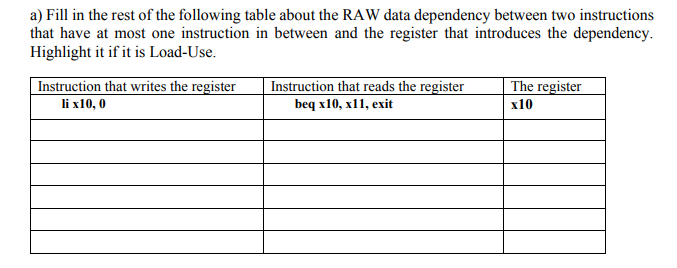 a) Fill in the rest of the following table about the RAW data dependency between two instructions
that have at most one instruction in between and the register that introduces the dependency.
Highlight it if it is Load-Use.
Instruction that writes the register Instruction that reads the register The register
li x10, 0 beq x10, x11, exit x10